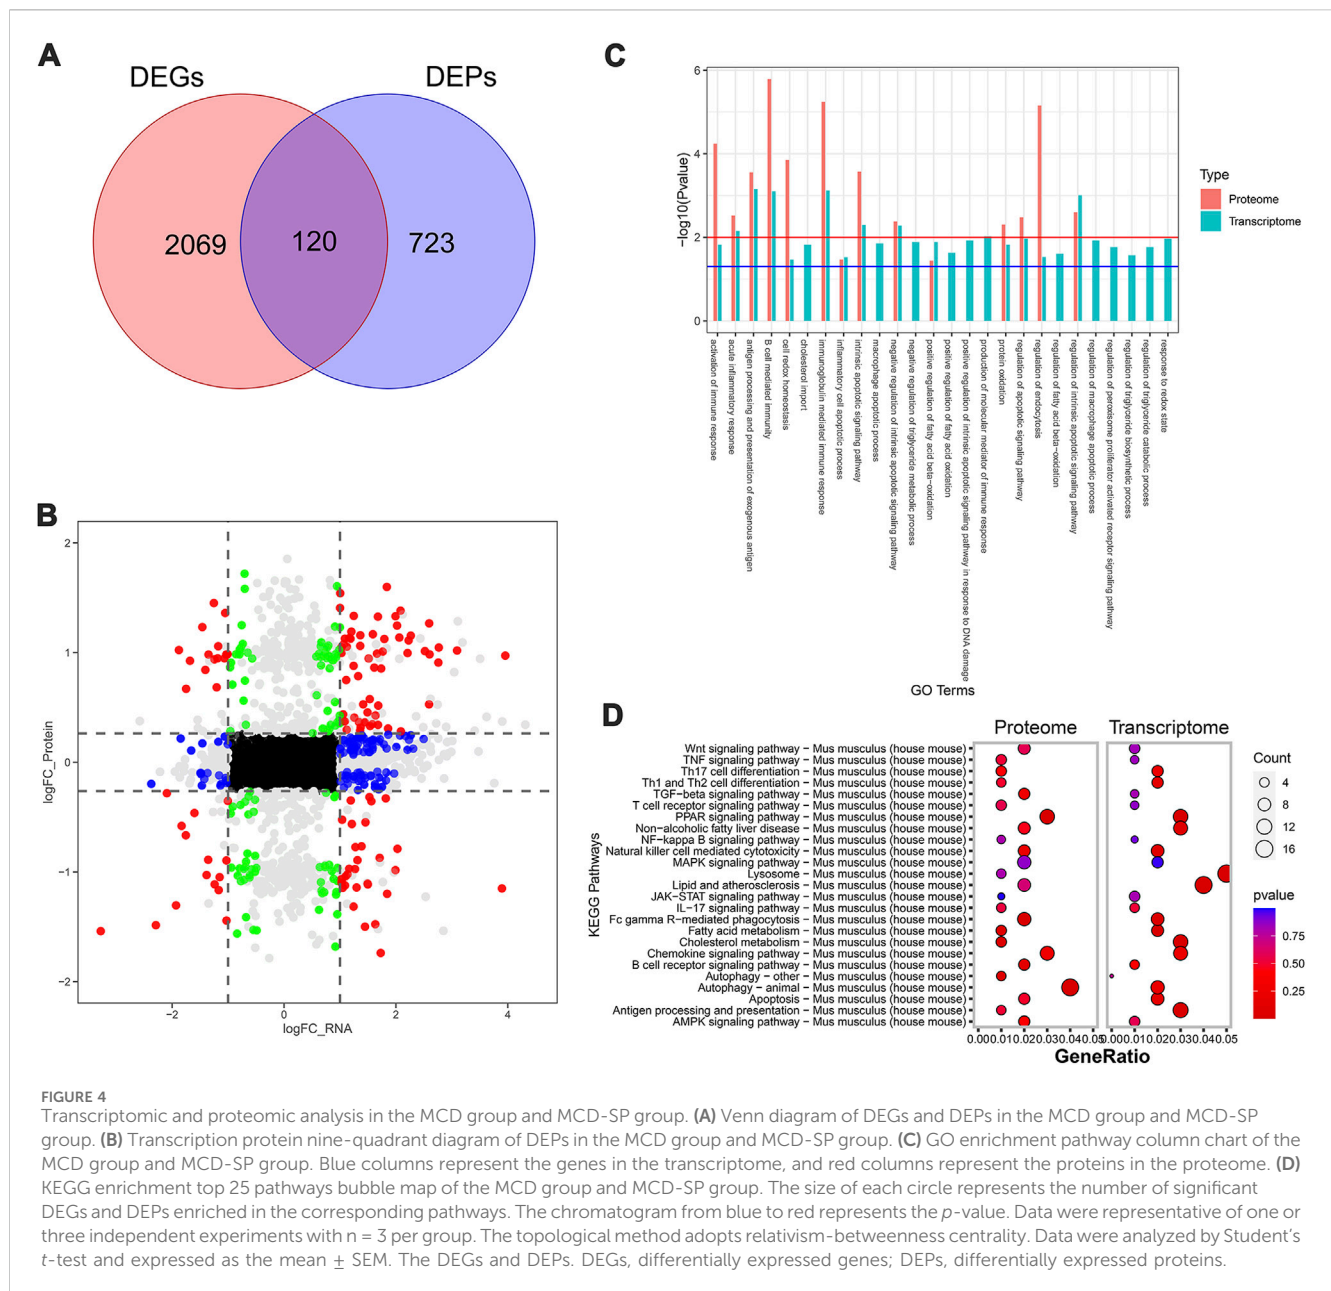 A
DEGs
DEPs
2069
120
723
B
logFC_Protein
2
1
0
−1
−2
−2
0
2
4
logFC_RNA
C
−log10(Pvalue)
6
4
2
0
activation of immune response
acute inflammatory response
antigen processing and presentation of exogenous antigen
B cell mediated immunity
cell redox homeostasis
cholesterol import
immunoglobulin mediated immune response
inflammatory cell apoptotic process
intrinsic apoptotic signaling pathway
macrophage apoptotic process
negative regulation of intrinsic apoptotic signaling pathway
negative regulation of triglyceride metabolic process
positive regulation of fatty acid beta−oxidation
positive regulation of fatty acid oxidation
positive regulation of intrinsic apoptotic signaling pathway in response to DNA damage
production of molecular mediator of immune response
protein oxidation
regulation of apoptotic signaling pathway
regulation of endocytosis
regulation of fatty acid beta−oxidation
regulation of intrinsic apoptotic signaling pathway
regulation of macrophage apoptotic process
regulation of peroxisome proliferator activated receptor signaling pathway
regulation of triglyceride biosynthetic process
regulation of triglyceride catabolic process
response to redox state
GO Terms
Type
Proteome
Transcriptome
D
Proteome
Transcriptome
KEGG Pathways
Wnt signaling pathway − Mus musculus (house mouse)
TNF signaling pathway − Mus musculus (house mouse)
Th17 cell differentiation − Mus musculus (house mouse)
Th1 and Th2 cell differentiation − Mus musculus (house mouse)
TGF−beta signaling pathway − Mus musculus (house mouse)
T cell receptor signaling pathway − Mus musculus (house mouse)
PPAR signaling pathway − Mus musculus (house mouse)
Non−alcoholic fatty liver disease − Mus musculus (house mouse)
NF−kappa B signaling pathway − Mus musculus (house mouse)
Natural killer cell mediated cytotoxicity − Mus musculus (house mouse)
MAPK signaling pathway − Mus musculus (house mouse)
Lysosome − Mus musculus (house mouse)
Lipid and atherosclerosis − Mus musculus (house mouse)
JAK−STAT signaling pathway − Mus musculus (house mouse)
IL−17 signaling pathway − Mus musculus (house mouse)
Fc gamma R−mediated phagocytosis − Mus musculus (house mouse)
Fatty acid metabolism − Mus musculus (house mouse)
Cholesterol metabolism − Mus musculus (house mouse)
Chemokine signaling pathway − Mus musculus (house mouse)
B cell receptor signaling pathway − Mus musculus (house mouse)
Autophagy − other − Mus musculus (house mouse)
Autophagy − animal − Mus musculus (house mouse)
Apoptosis − Mus musculus (house mouse)
Antigen processing and presentation − Mus musculus (house mouse)
AMPK signaling pathway − Mus musculus (house mouse)
0.000.010.020.030.040.05
0.000.010.020.030.040.05
GeneRatio
Count
4
8
12
16
pvalue
0.75
0.50
0.25
FIGURE 4
Transcriptomic and proteomic analysis in the MCD group and MCD-SP group. (A) Venn diagram of DEGs and DEPs in the MCD group and MCD-SP
group. (B) Transcription protein nine-quadrant diagram of DEPs in the MCD group and MCD-SP group. (C) GO enrichment pathway column chart of the
MCD group and MCD-SP group. Blue columns represent the genes in the transcriptome, and red columns represent the proteins in the proteome. (D)
KEGG enrichment top 25 pathways bubble map of the MCD group and MCD-SP group. The size of each circle represents the number of significant
DEGs and DEPs enriched in the corresponding pathways. The chromatogram from blue to red represents the p-value. Data were representative of one or
three independent experiments with n = 3 per group. The topological method adopts relativism-betweenness centrality. Data were analyzed by Student's
t-test and expressed as the mean ± SEM. The DEGs and DEPs. DEGs, differentially expressed genes; DEPs, differentially expressed proteins.